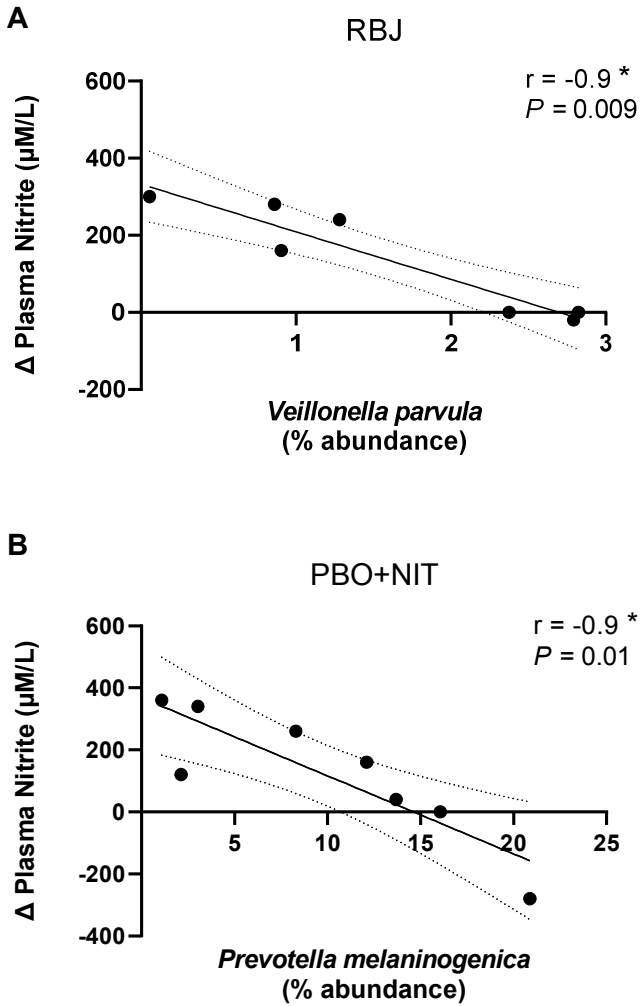 A
RBJ
r = -0.9 *
P = 0.009
600
400
200
0
-200
Δ Plasma Nitrite (µM/L)
1
2
3
Veillonella parvula
(% abundance)
B
PBO+NIT
r = -0.9 *
P = 0.01
600
400
200
0
-200
-400
Δ Plasma Nitrite (µM/L)
5
10
15
20
25
Prevotella melaninogenica
(% abundance)